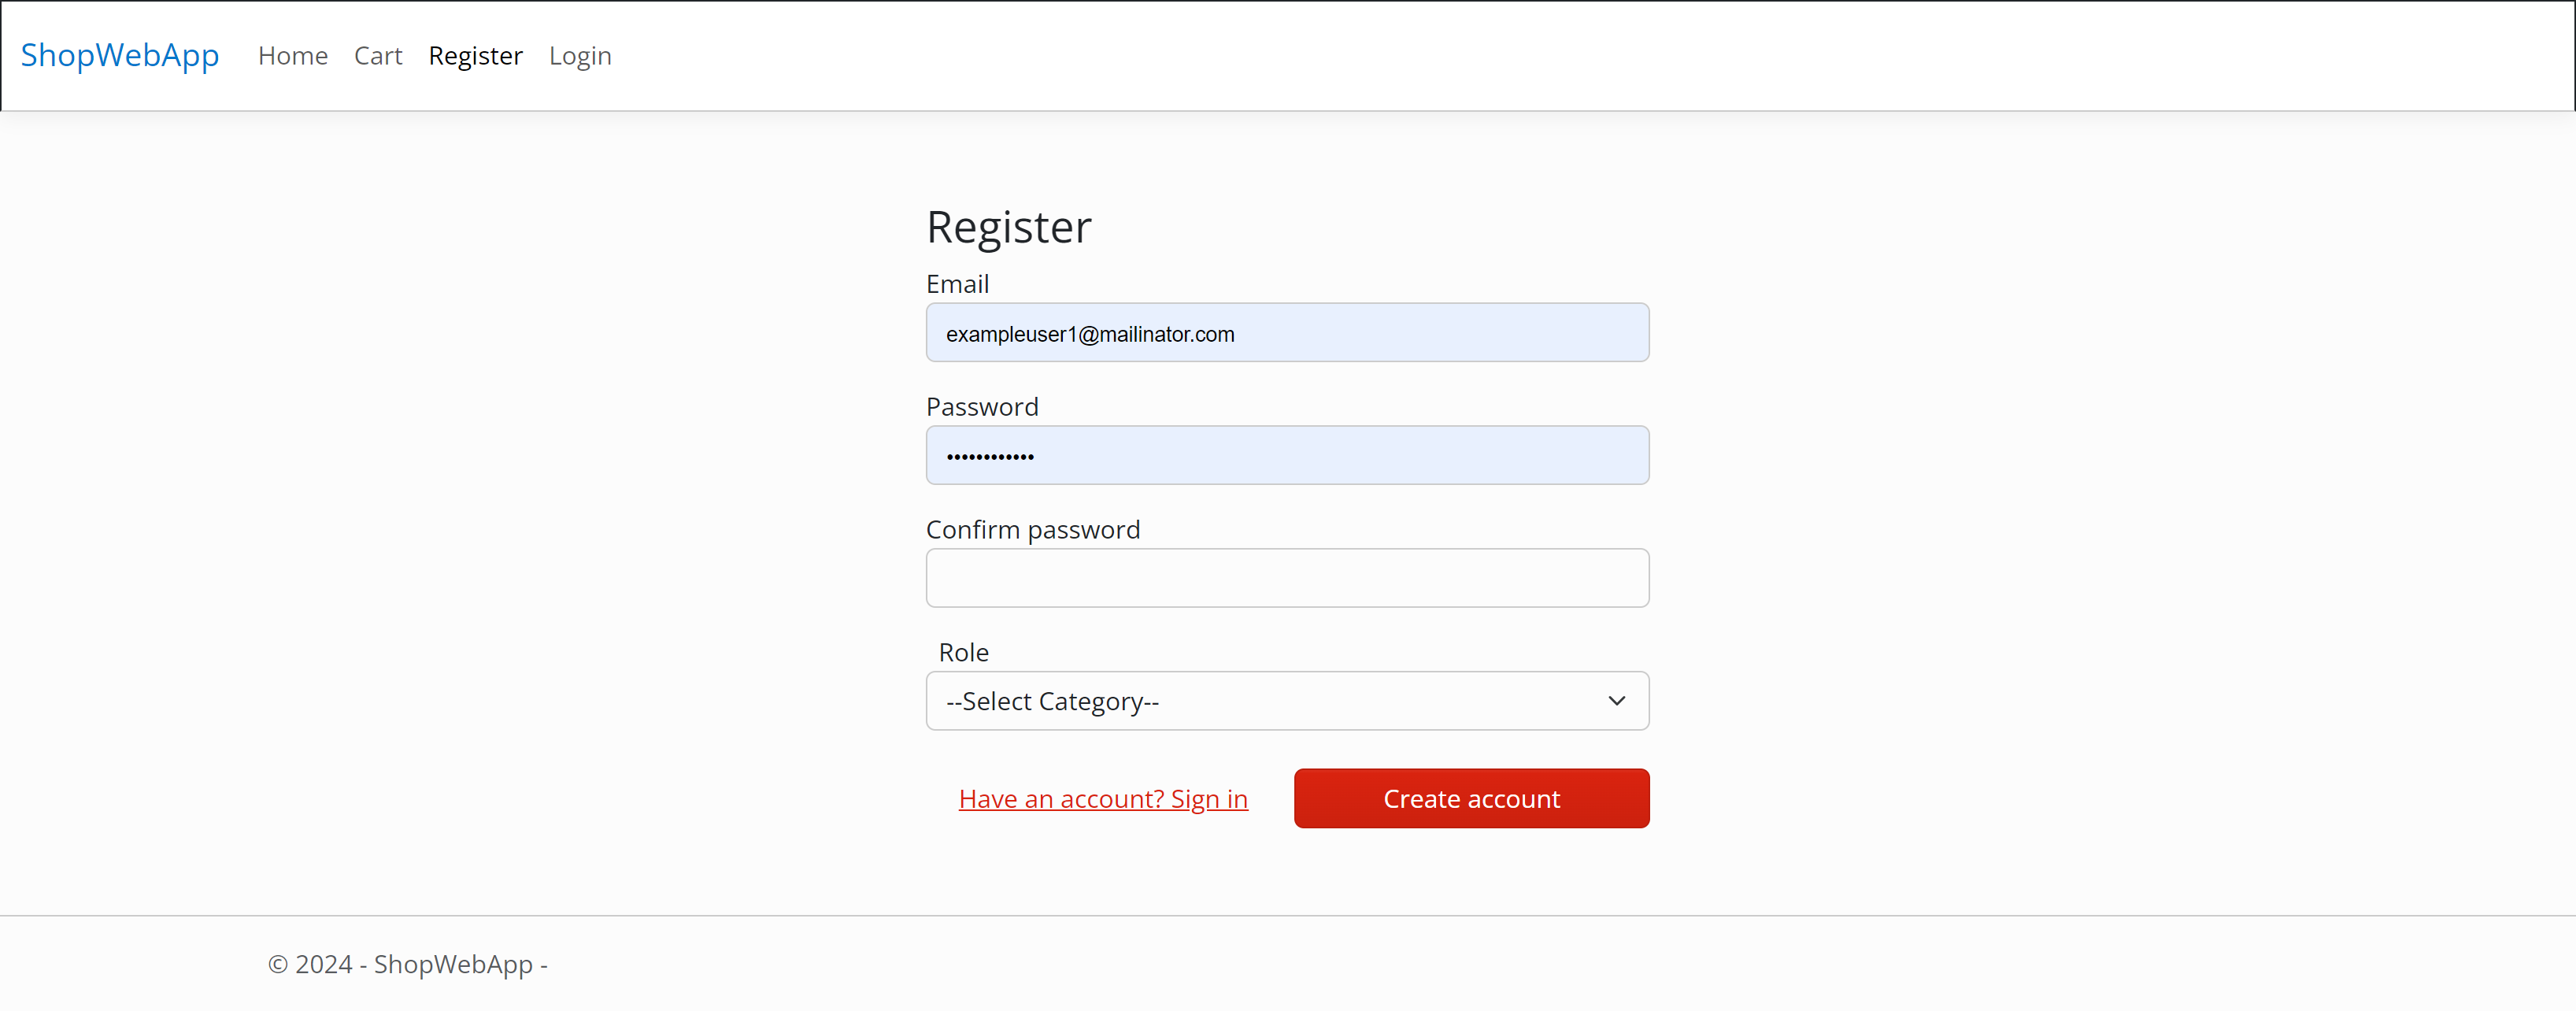 ShopWebApp Home Cart Register Login
Register
Email
exampleuser1@mailinator.com
Password
••••••••••••
Confirm password
Role
--Select Category--
Have an account? Sign in Create account
© 2024 - ShopWebApp -